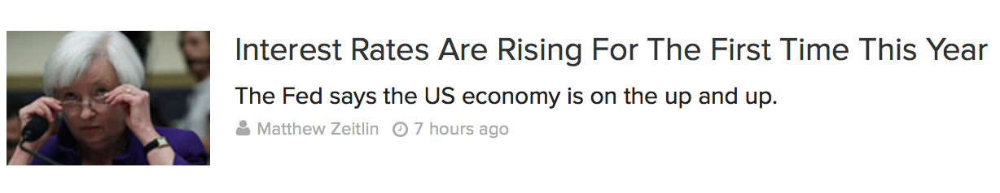 Interest Rates Are Rising For The First Time This Year
The Fed says the US economy is on the up and up.
Matthew Zeitlin 7 hours ago